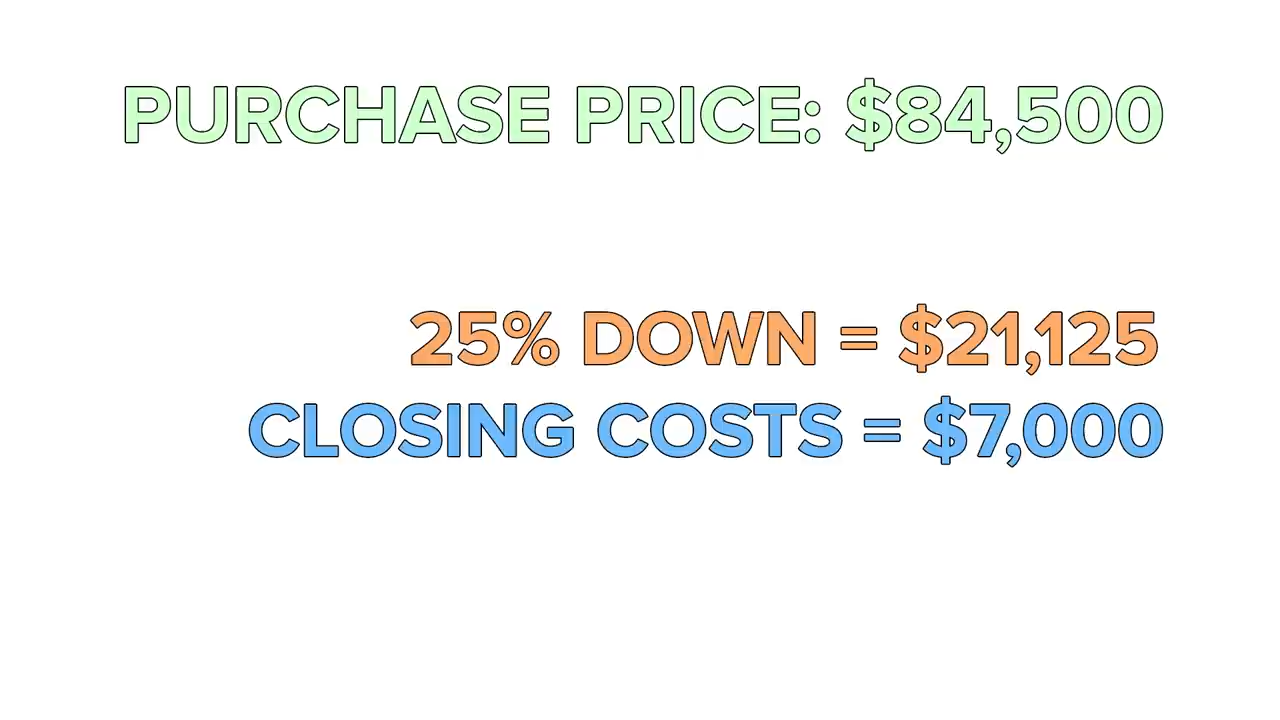 PURCHASE PRICE: $84,500
25% DOWN = $21,125
CLOSING COSTS = $7,000